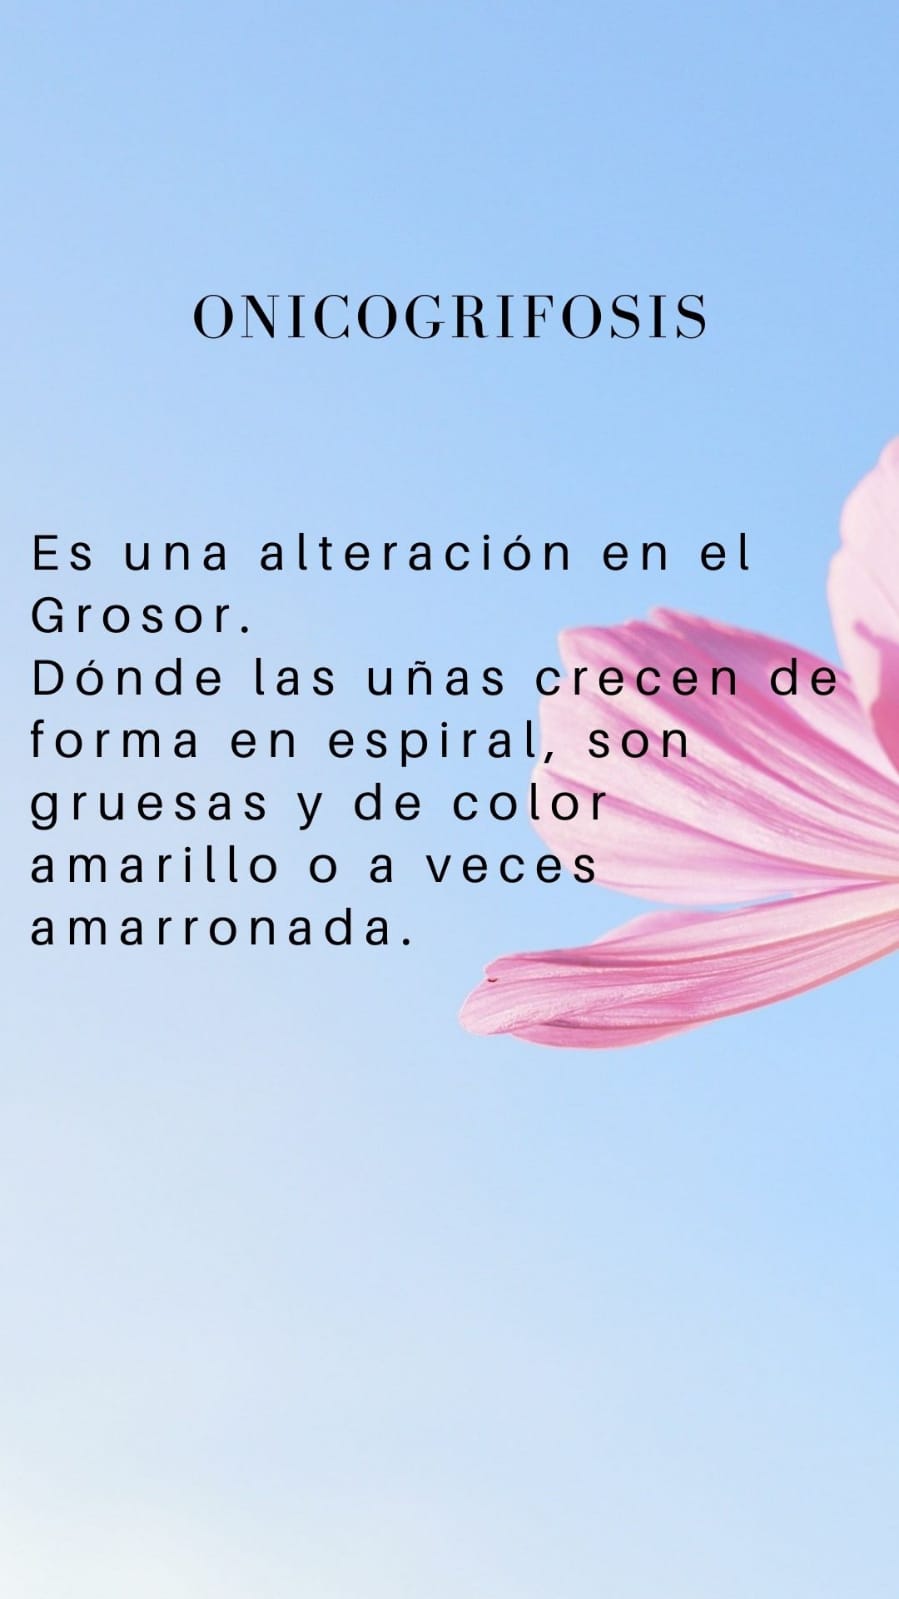 ONICOGRIFOSIS
Es una alteración en el
Grosor.
Dónde las uñas crecen de
forma en espiral, son
gruesas y de color
amarillo o a veces
amarronada.